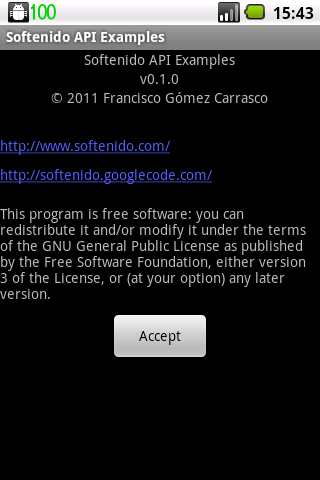 100 15:43
Softenido API Examples
Softenido API Examples
v0.1.0
© 2011 Francisco Gómez Carrasco
http://www.softenido.com/
http://softenido.googlecode.com/
This program is free software: you can
redistribute it and/or modify it under the terms
of the GNU General Public License as published
by the Free Software Foundation, either version
3 of the License, or (at your option) any later
version.
Accept